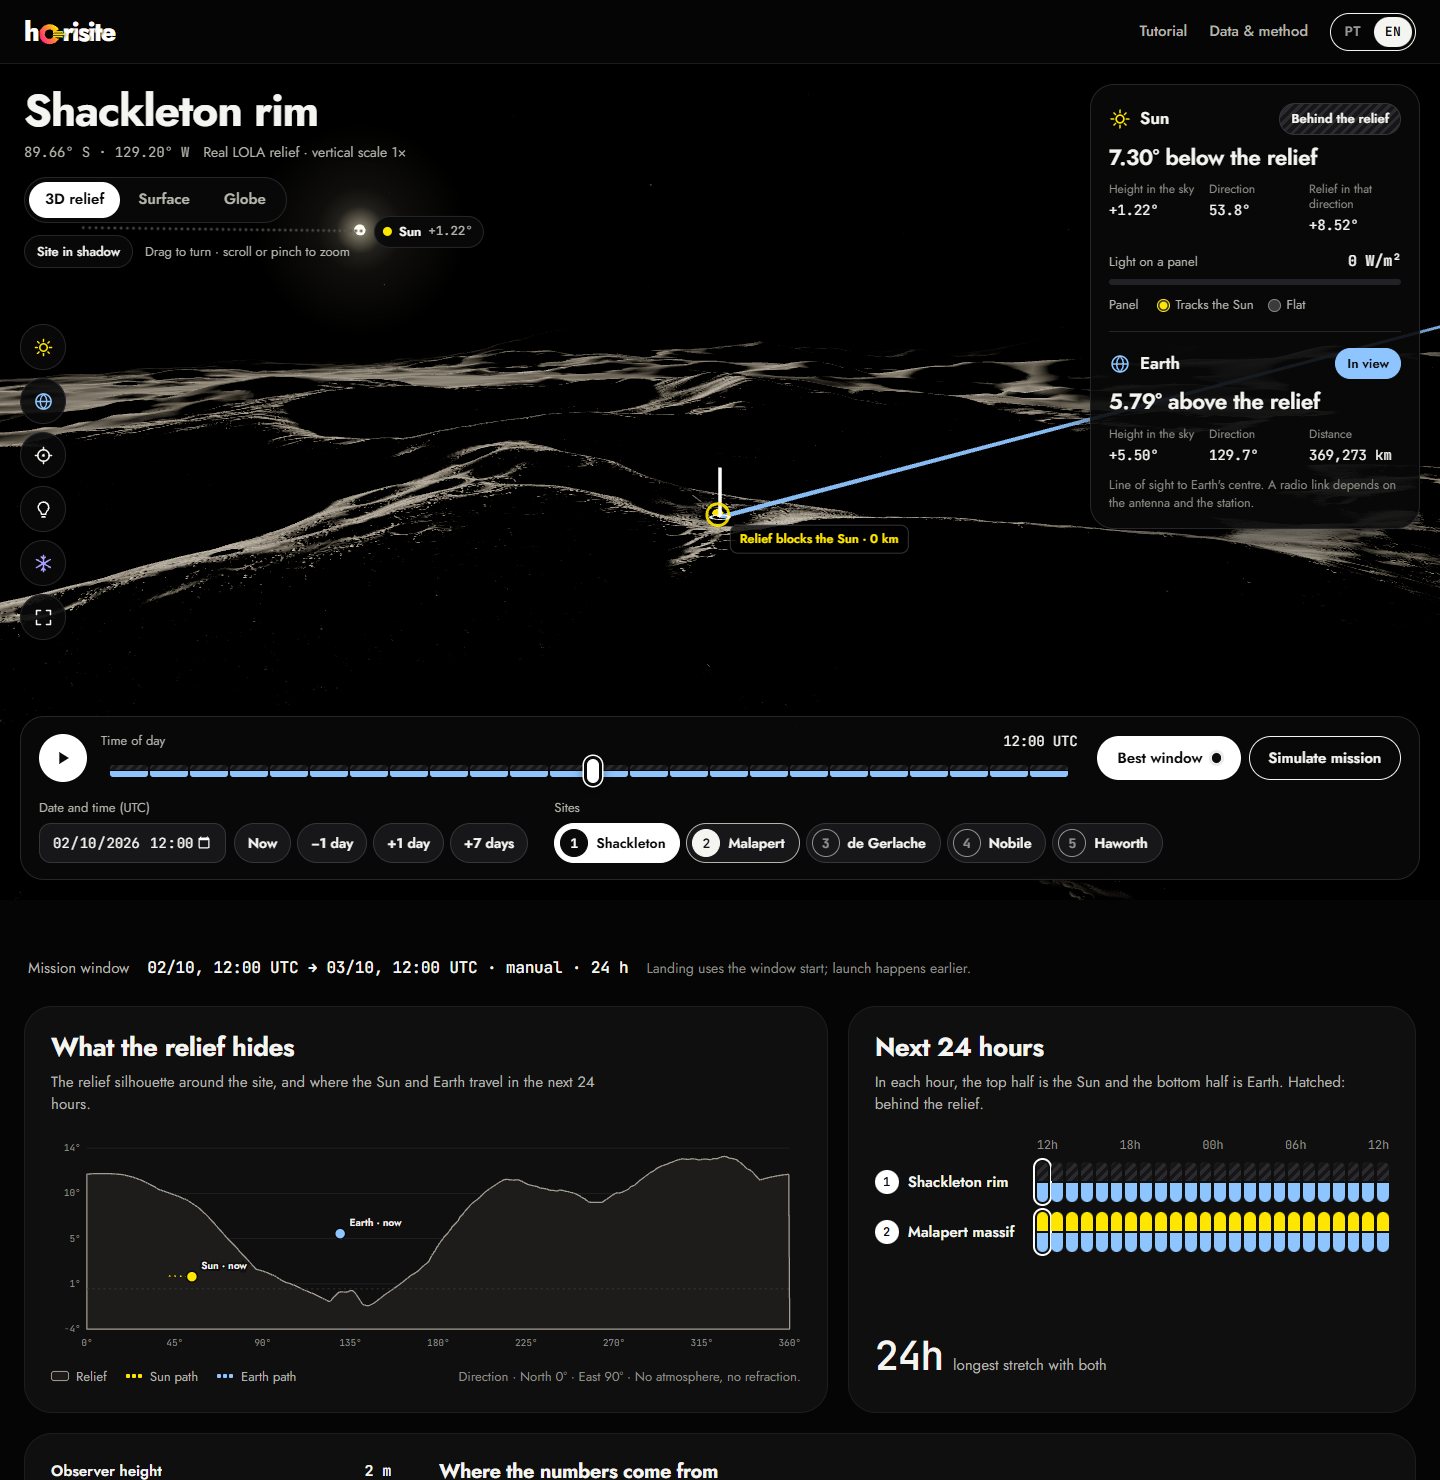 horisite
Tutorial Data & method PT EN
Shackleton rim
89.66° S · 129.20° W Real LOLA relief · vertical scale 1×
3D relief Surface Globe
Sun +1.22°
Site in shadow Drag to turn · scroll or pinch to zoom
Sun Behind the relief
7.30° below the relief
Height in the sky Direction Relief in that direction
+1.22° 53.8° +8.52°
Light on a panel 0 W/m²
Panel Tracks the Sun Flat
Earth In view
5.79° above the relief
Height in the sky Direction Distance
+5.50° 129.7° 369,273 km
Line of sight to Earth's centre. A radio link depends on
the antenna and the station.
Relief blocks the Sun · 0 km
Time of day 12:00 UTC
Best window Simulate mission
Date and time (UTC) Sites
02/10/2026 12:00 Now −1 day +1 day +7 days 1 Shackleton 2 Malapert 3 de Gerlache 4 Nobile 5 Haworth
Mission window 02/10, 12:00 UTC → 03/10, 12:00 UTC · manual · 24 h Landing uses the window start; launch happens earlier.
What the relief hides
The relief silhouette around the site, and where the Sun and Earth travel in the next 24
hours.
14°
10°
5°
1°
-4°
Earth · now
Sun · now
0° 45° 90° 135° 180° 225° 270° 315° 360°
Relief Sun path Earth path Direction · North 0° · East 90° · No atmosphere, no refraction.
Next 24 hours
In each hour, the top half is the Sun and the bottom half is Earth. Hatched:
behind the relief.
12h 18h 00h 06h 12h
1 Shackleton rim
2 Malapert massif
24h longest stretch with both
Observer height 2 m
Where the numbers come from